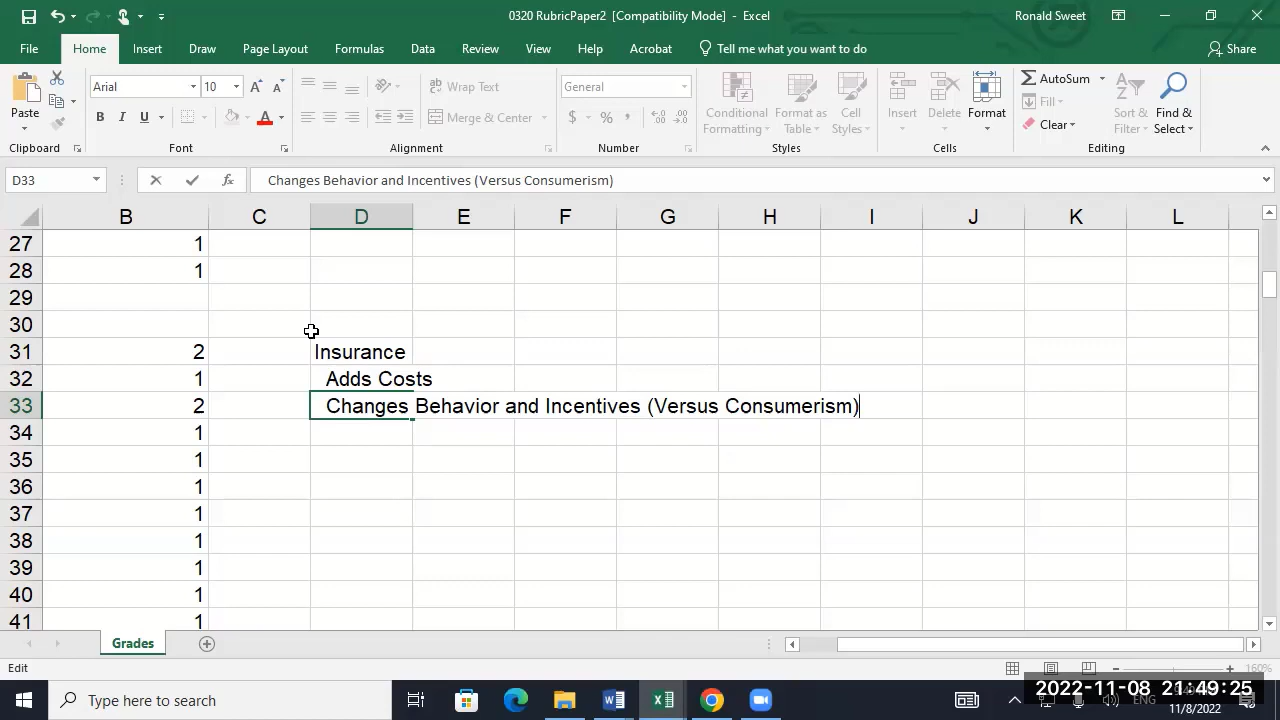 0320 RubricPaper2 [Compatibility Mode] - Excel
Ronald Sweet
File Home Insert Draw Page Layout Formulas Data Review View Help Acrobat Tell me what you want to do Share
Arial 10 Wrap Text General AutoSum
Paste Conditional Formatting Format as Table Cell Styles Insert Delete Format Fill Sort & Filter Find & Select
B I U A Merge & Center $ % , Clear
Clipboard Font Alignment Number Styles Cells Editing
D33 fx Changes Behavior and Incentives (Versus Consumerism)
B C D E F G H I J K L
27 1
28 1
29
30
31 2 Insurance
32 1 Adds Costs
33 2 Changes Behavior and Incentives (Versus Consumerism)
34 1
35 1
36 1
37 1
38 1
39 1
40 1
41 1
Grades
Edit 160%
Type here to search
2022-11-08 21:49:25
ENG
11/8/2022